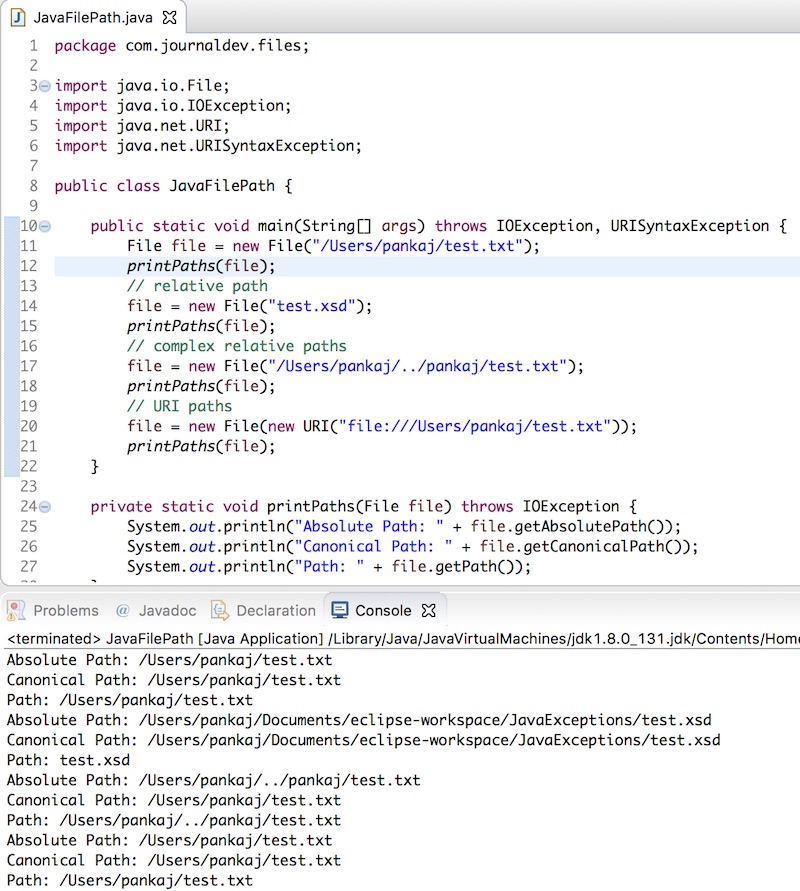 JavaFilePath.java
1 package com.journaldev.files;
2
3 import java.io.File;
4 import java.io.IOException;
5 import java.net.URI;
6 import java.net.URISyntaxException;
7
8 public class JavaFilePath {
9
10     public static void main(String[] args) throws IOException, URISyntaxException {
11         File file = new File("/Users/pankaj/test.txt");
12         printPaths(file);
13         // relative path
14         file = new File("test.xsd");
15         printPaths(file);
16         // complex relative paths
17         file = new File("/Users/pankaj/../pankaj/test.txt");
18         printPaths(file);
19         // URI paths
20         file = new File(new URI("file:///Users/pankaj/test.txt"));
21         printPaths(file);
22     }
23
24     private static void printPaths(File file) throws IOException {
25         System.out.println("Absolute Path: " + file.getAbsolutePath());
26         System.out.println("Canonical Path: " + file.getCanonicalPath());
27         System.out.println("Path: " + file.getPath());
Problems @ Javadoc Declaration Console
<terminated> JavaFilePath [Java Application] /Library/Java/JavaVirtualMachines/jdk1.8.0_131.jdk/Contents/Home
Absolute Path: /Users/pankaj/test.txt
Canonical Path: /Users/pankaj/test.txt
Path: /Users/pankaj/test.txt
Absolute Path: /Users/pankaj/Documents/eclipse-workspace/JavaExceptions/test.xsd
Canonical Path: /Users/pankaj/Documents/eclipse-workspace/JavaExceptions/test.xsd
Path: test.xsd
Absolute Path: /Users/pankaj/../pankaj/test.txt
Canonical Path: /Users/pankaj/test.txt
Path: /Users/pankaj/../pankaj/test.txt
Absolute Path: /Users/pankaj/test.txt
Canonical Path: /Users/pankaj/test.txt
Path: /Users/pankaj/test.txt